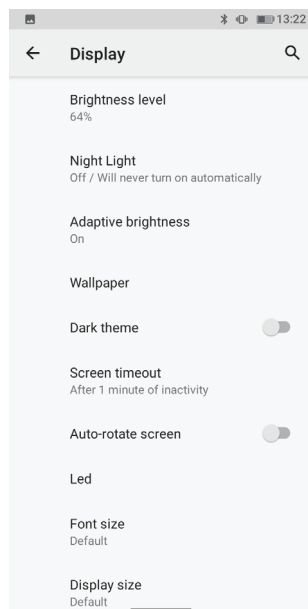 13:22
Display
Brightness level
64%
Night Light
Off / Will never turn on automatically
Adaptive brightness
On
Wallpaper
Dark theme
Screen timeout
After 1 minute of inactivity
Auto-rotate screen
Led
Font size
Default
Display size
Default